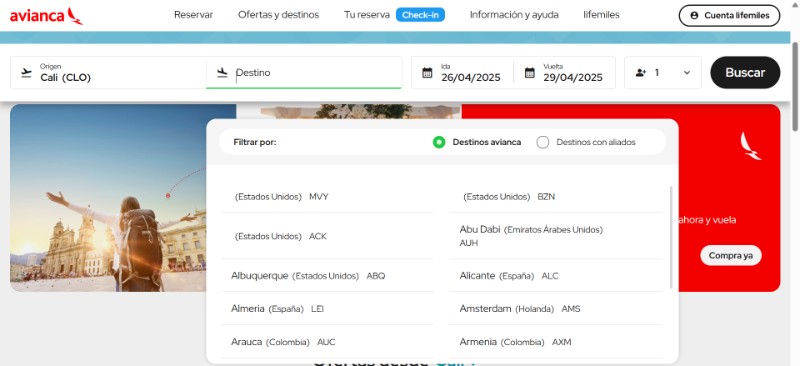 avianca
Reservar
Ofertas y destinos
Tu reserva
Check-in
Información y ayuda
lifemiles
Cuenta lifemiles
Origen
Cali (CLO)
Destino
Ida
26/04/2025
Vuelta
29/04/2025
1
Buscar
Filtrar por:
Destinos avianca
Destinos con aliados
(Estados Unidos) MVY
(Estados Unidos) BZN
(Estados Unidos) ACK
Abu Dabi (Emiratos Árabes Unidos)
AUH
Albuquerque (Estados Unidos) ABQ
Alicante (España) ALC
Almeria (España) LEI
Amsterdam (Holanda) AMS
Arauca (Colombia) AUC
Armenia (Colombia) AXM
ahora y vuela
Compra ya